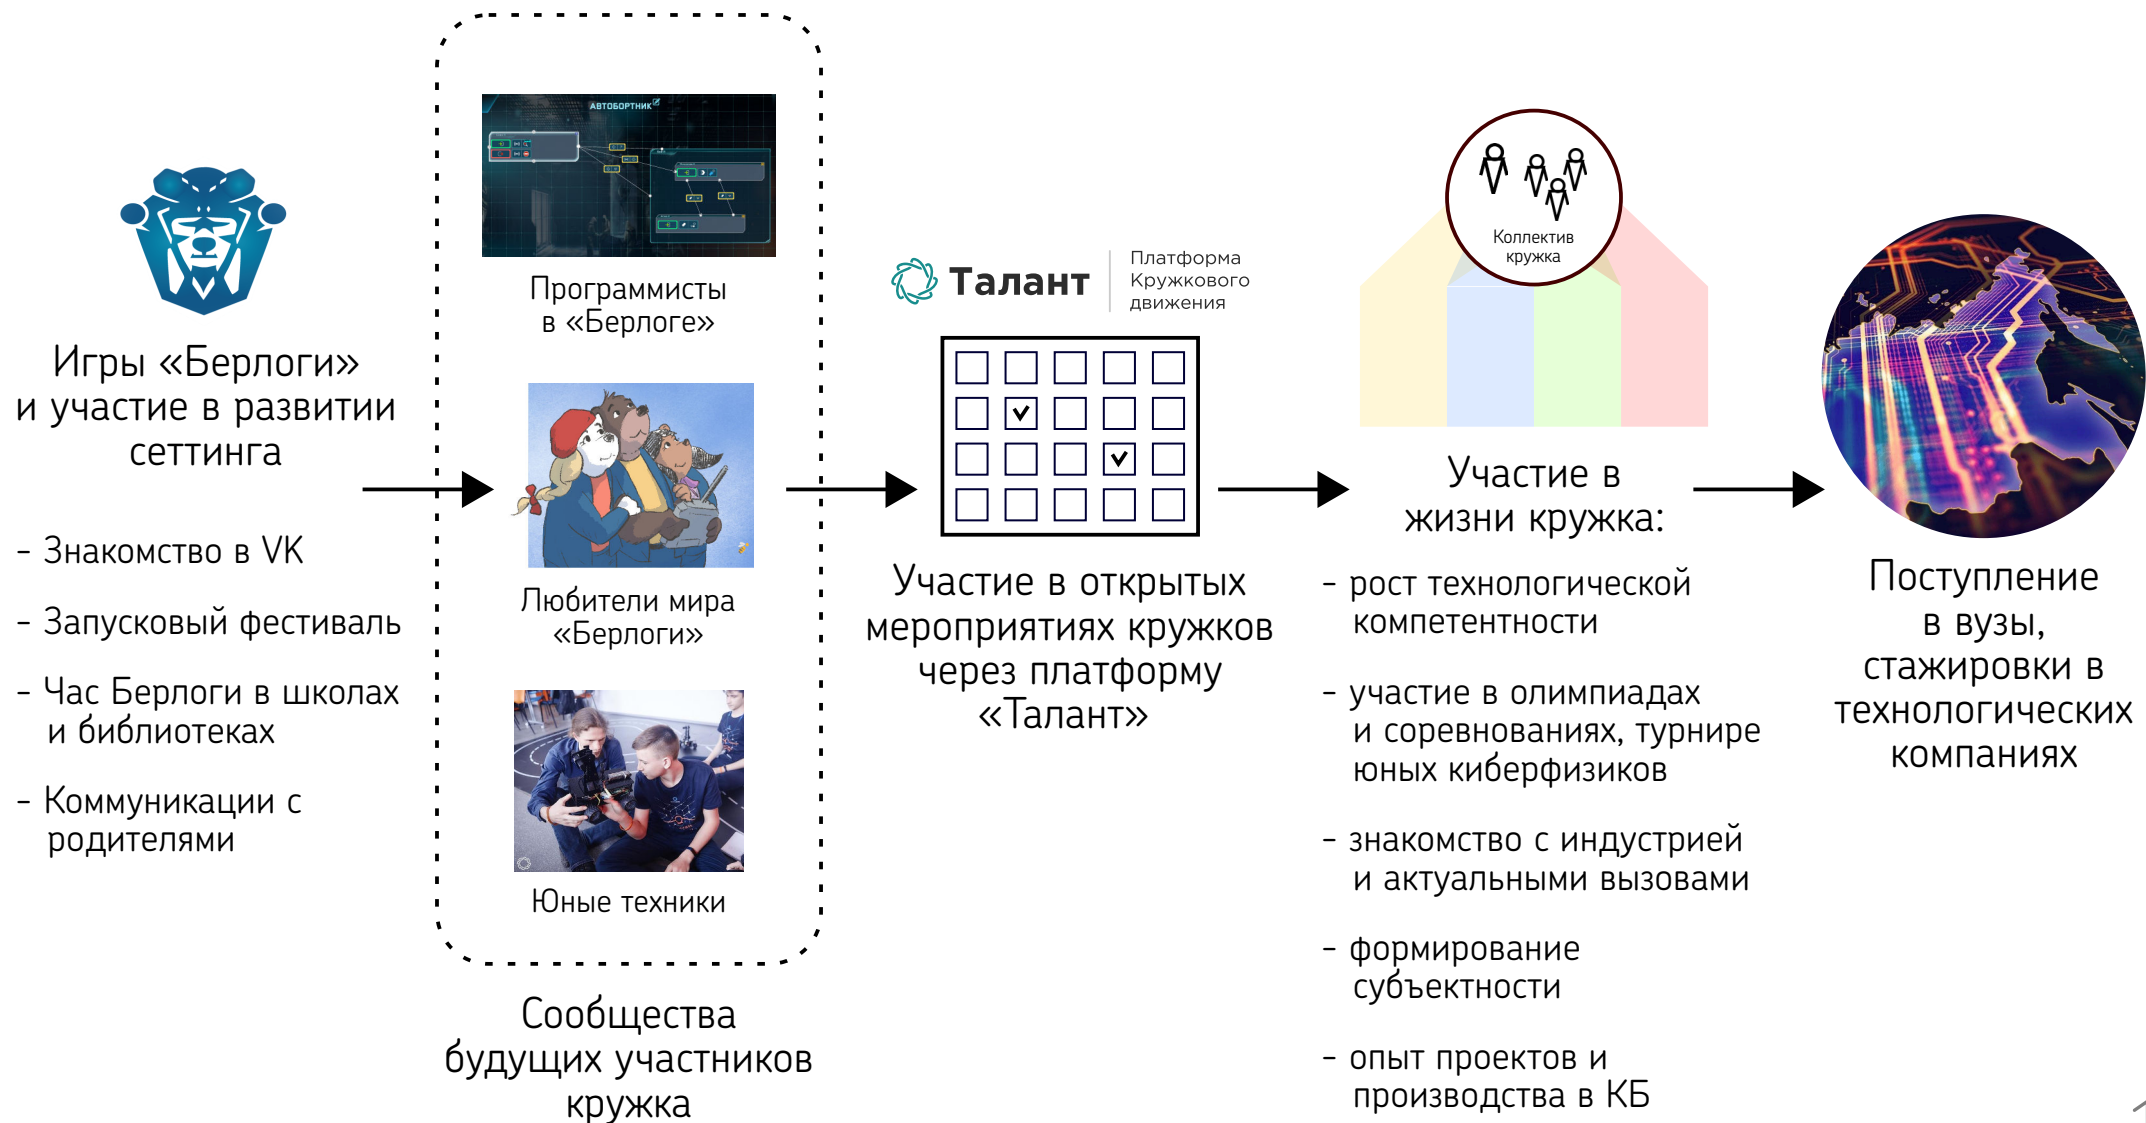 Игры «Берлоги»
и участие в развитии
сеттинга
- Знакомство в VK
- Запусковый фестиваль
- Час Берлоги в школах
и библиотеках
- Коммуникации с
родителями
АВТОБОРТНИК
Программисты
в «Берлоге»
Любители мира
«Берлоги»
Юные техники
Сообщества
будущих участников
кружка
Талант
Платформа
Кружкового
движения
Участие в открытых
мероприятиях кружков
через платформу
«Талант»
Коллектив
кружка
Участие в
жизни кружка:
- рост технологической
компетентности
- участие в олимпиадах
и соревнованиях, турнире
юных киберфизиков
- знакомство с индустрией
и актуальными вызовами
- формирование
субъектности
- опыт проектов и
производства в КБ
Поступление
в вузы,
стажировки в
технологических
компаниях